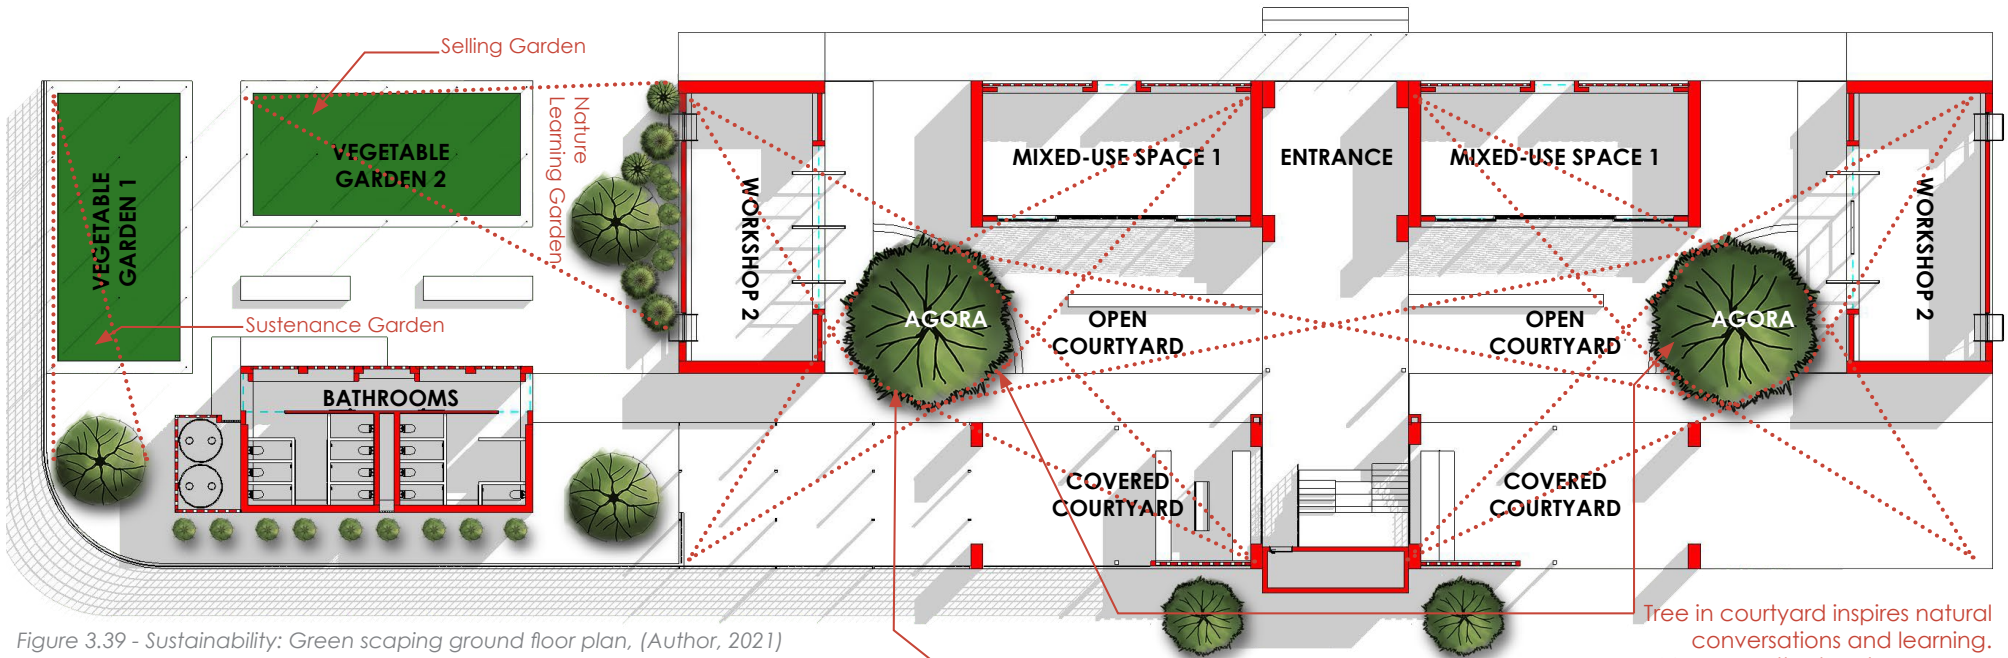 Selling Garden
Nature
Learning Garden
VEGETABLE
GARDEN 1
VEGETABLE
GARDEN 2
WORKSHOP 2
MIXED-USE SPACE 1
ENTRANCE
MIXED-USE SPACE 1
WORKSHOP 2
Sustenance Garden
AGORA
OPEN
COURTYARD
OPEN
COURTYARD
AGORA
BATHROOMS
COVERED
COURTYARD
COVERED
COURTYARD
Tree in courtyard inspires natural
conversations and learning.
Figure 3.39 - Sustainability: Green scaping ground floor plan, (Author, 2021)